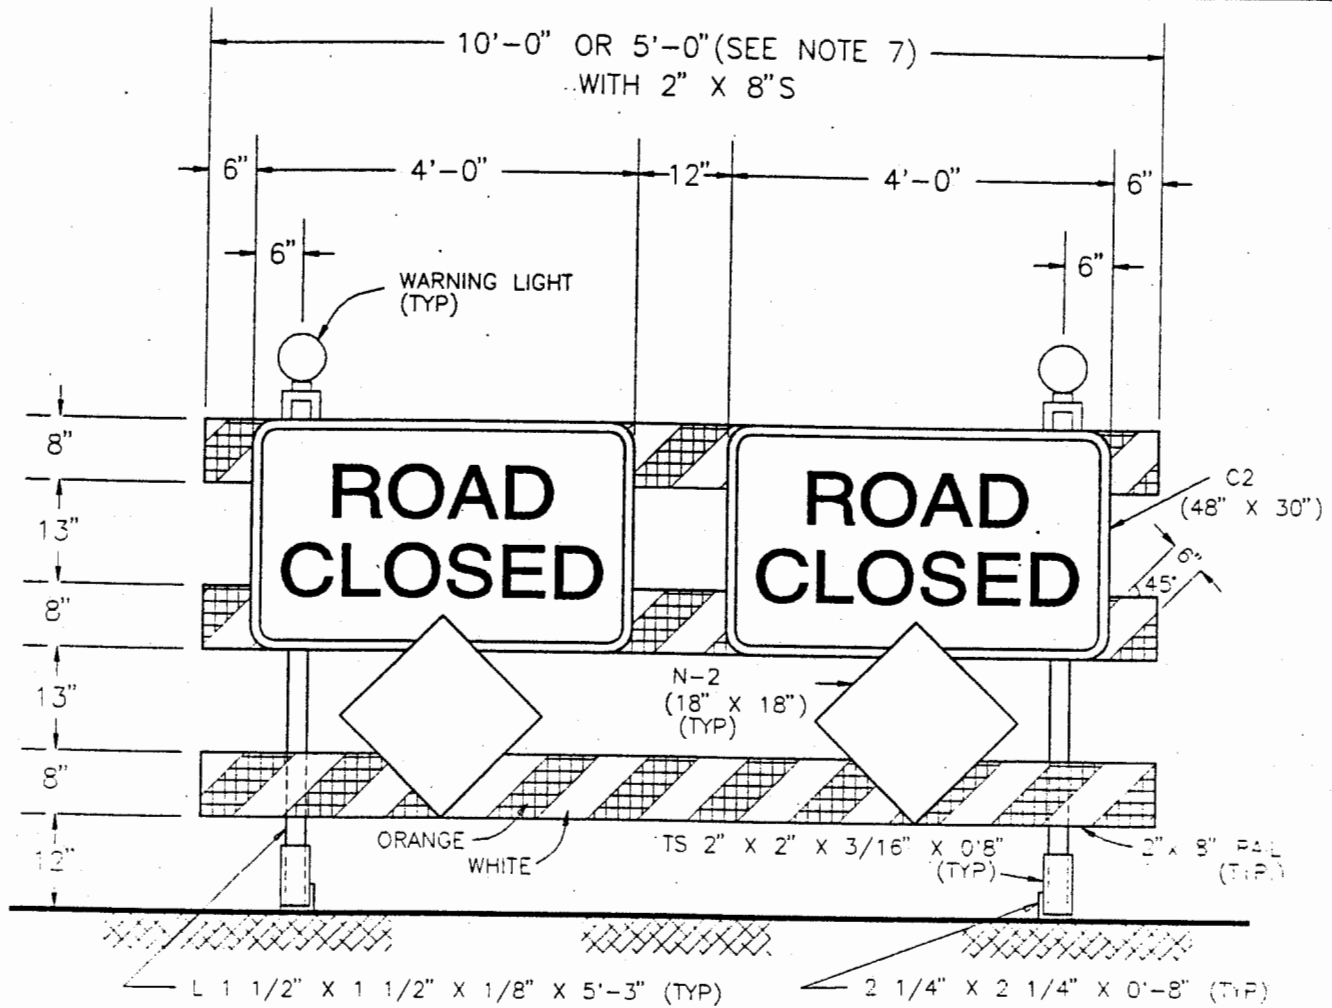 10'-0" OR 5'-0"(SEE NOTE 7)
WITH 2" X 8"S
6"
4'-0"
12"
4'-0"
6"
6"
6"
WARNING LIGHT
(TYP)
8"
13"
8"
13"
8"
12"
ROAD
CLOSED
ROAD
CLOSED
C2
(48" X 30")
6"
45°
N-2
(18" X 18")
(TYP)
ORANGE
WHITE
TS 2" X 2" X 3/16" X 0'8"
(TYP)
2" X 8" RAIL
(TYP.)
L 1 1/2" X 1 1/2" X 1/8" X 5'-3" (TYP)
2 1/4" X 2 1/4" X 0'-8" (TYP)